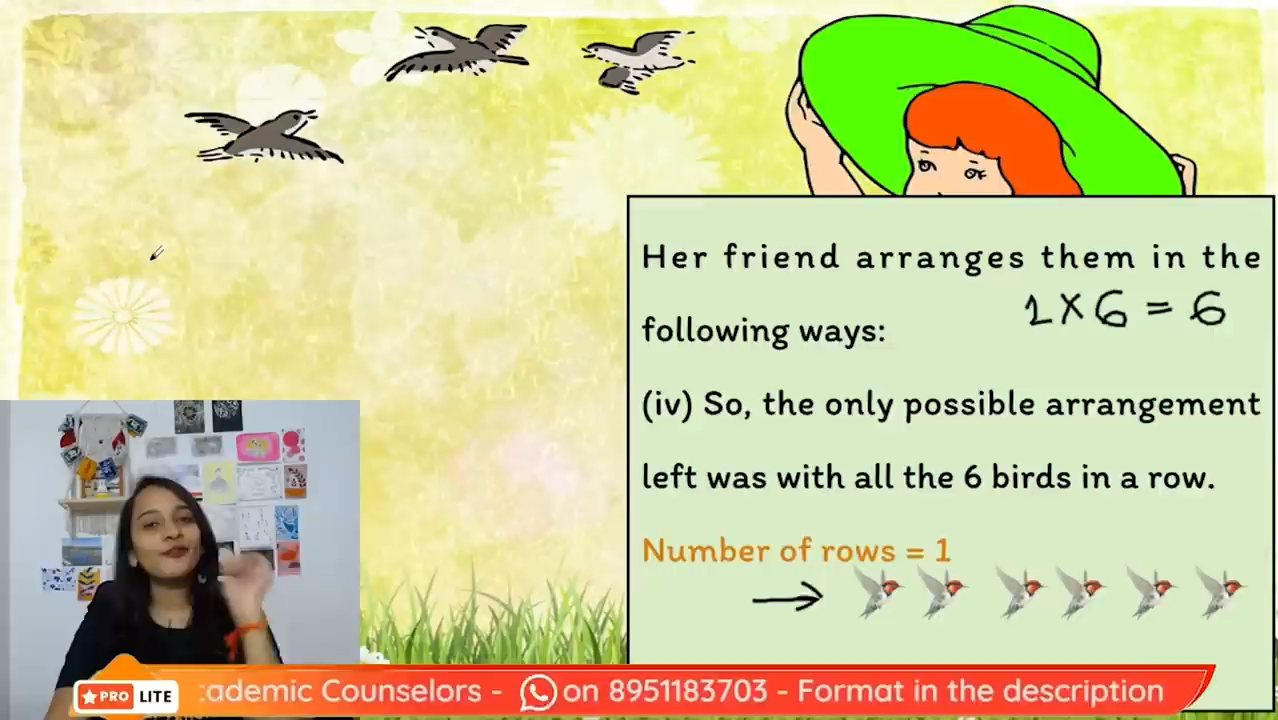 Her friend arranges them in the
1 × 6 = 6
following ways:
(iv) So, the only possible arrangement
left was with all the 6 birds in a row.
Number of rows = 1
PRO LITE
ademic Counselors - on 8951183703 - Format in the description